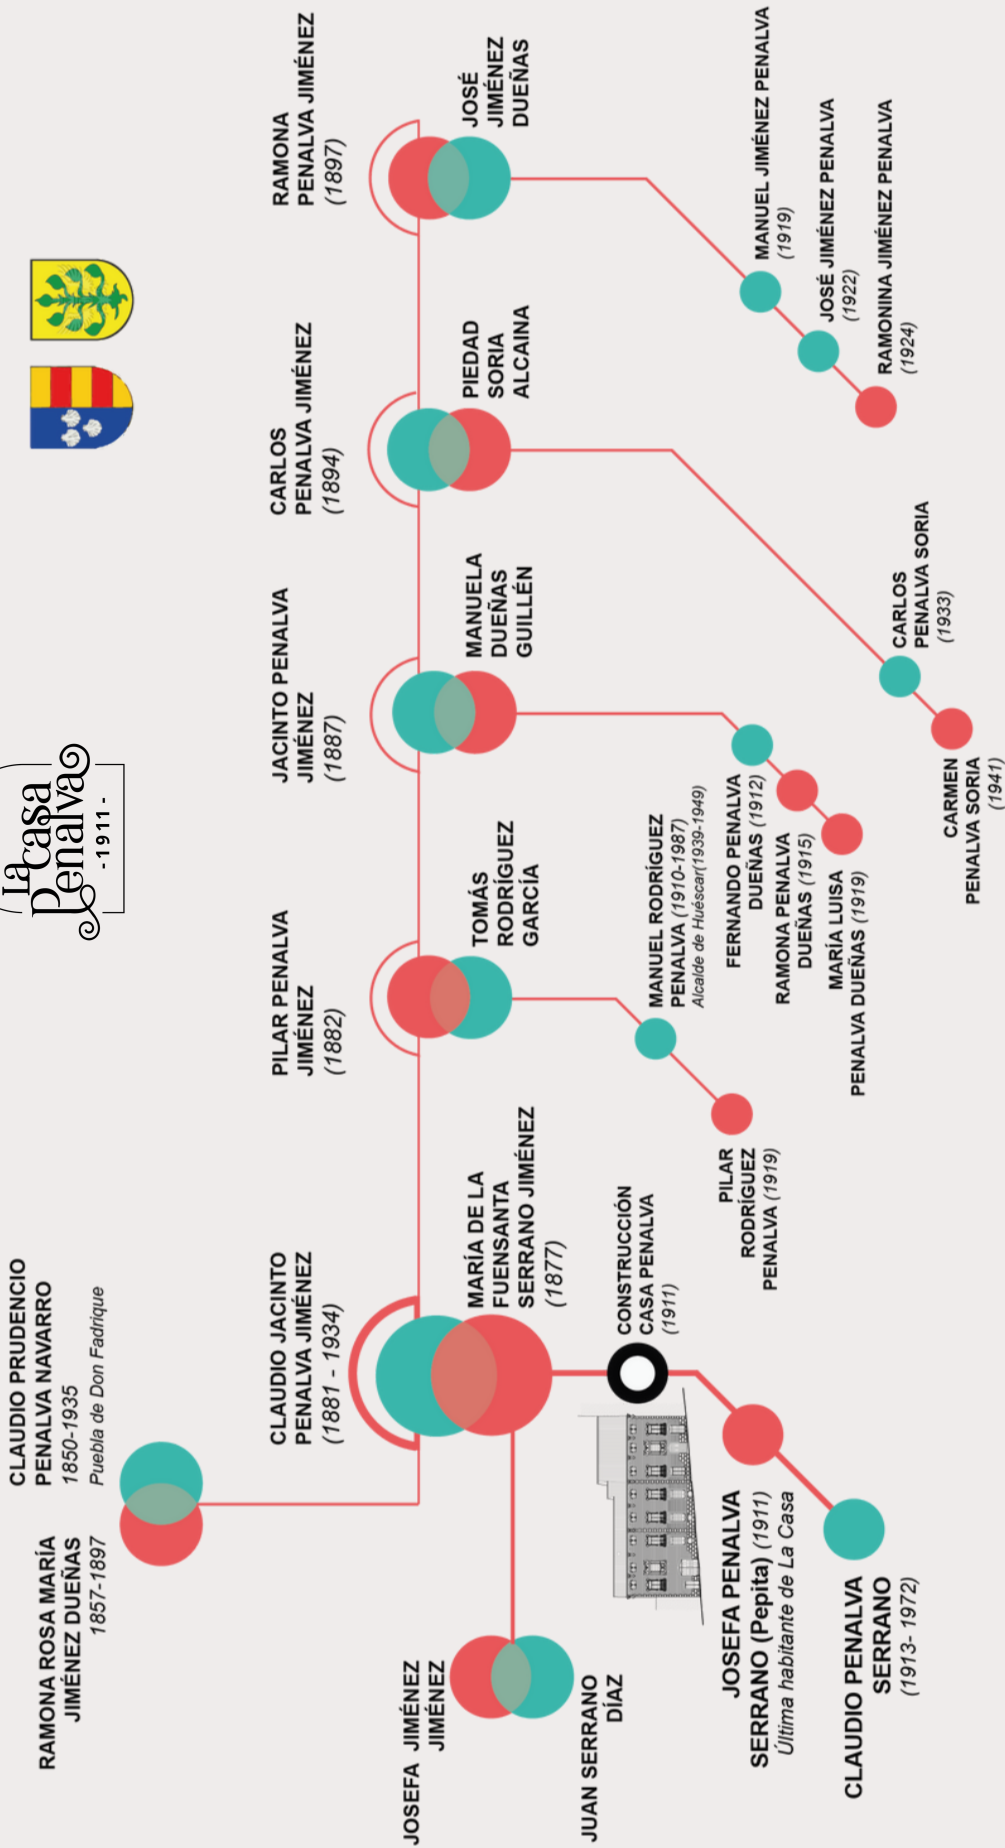 La
casa
Penalva
-1911-
RAMONA ROSA MARÍA
JIMÉNEZ DUEÑAS
1857-1897
CLAUDIO PRUDENCIO
PENALVA NAVARRO
1850-1935
Puebla de Don Fadrique
CLAUDIO JACINTO
PENALVA JIMÉNEZ
(1881 - 1934)
PILAR PENALVA
JIMÉNEZ
(1882)
JACINTO PENALVA
JIMÉNEZ
(1887)
CARLOS
PENALVA JIMÉNEZ
(1894)
RAMONA
PENALVA JIMÉNEZ
(1897)
JOSEFA JIMÉNEZ
JIMÉNEZ
JUAN SERRANO
DÍAZ
MARÍA DE LA
FUENSANTA
SERRANO JIMÉNEZ
(1877)
TOMÁS
RODRÍGUEZ
GARCÍA
MANUELA
DUEÑAS
GUILLÉN
PIEDAD
SORIA
ALCAINA
JOSÉ
JIMÉNEZ
DUEÑAS
CONSTRUCCIÓN
CASA PENALVA
(1911)
JOSEFA PENALVA
SERRANO (Pepita) (1911)
Última habitante de La Casa
CLAUDIO PENALVA
SERRANO
(1913- 1972)
MANUEL RODRÍGUEZ
PENALVA (1910-1987)
Alcalde de Huéscar(1939-1949)
PILAR
RODRÍGUEZ
PENALVA (1919)
FERNANDO PENALVA
DUEÑAS (1912)
RAMONA PENALVA
DUEÑAS (1915)
MARÍA LUISA
PENALVA DUEÑAS (1919)
CARLOS
PENALVA SORIA
(1933)
CARMEN
PENALVA SORIA
(1941)
MANUEL JIMÉNEZ PENALVA
(1919)
JOSÉ JIMÉNEZ PENALVA
(1922)
RAMONINA JIMÉNEZ PENALVA
(1924)